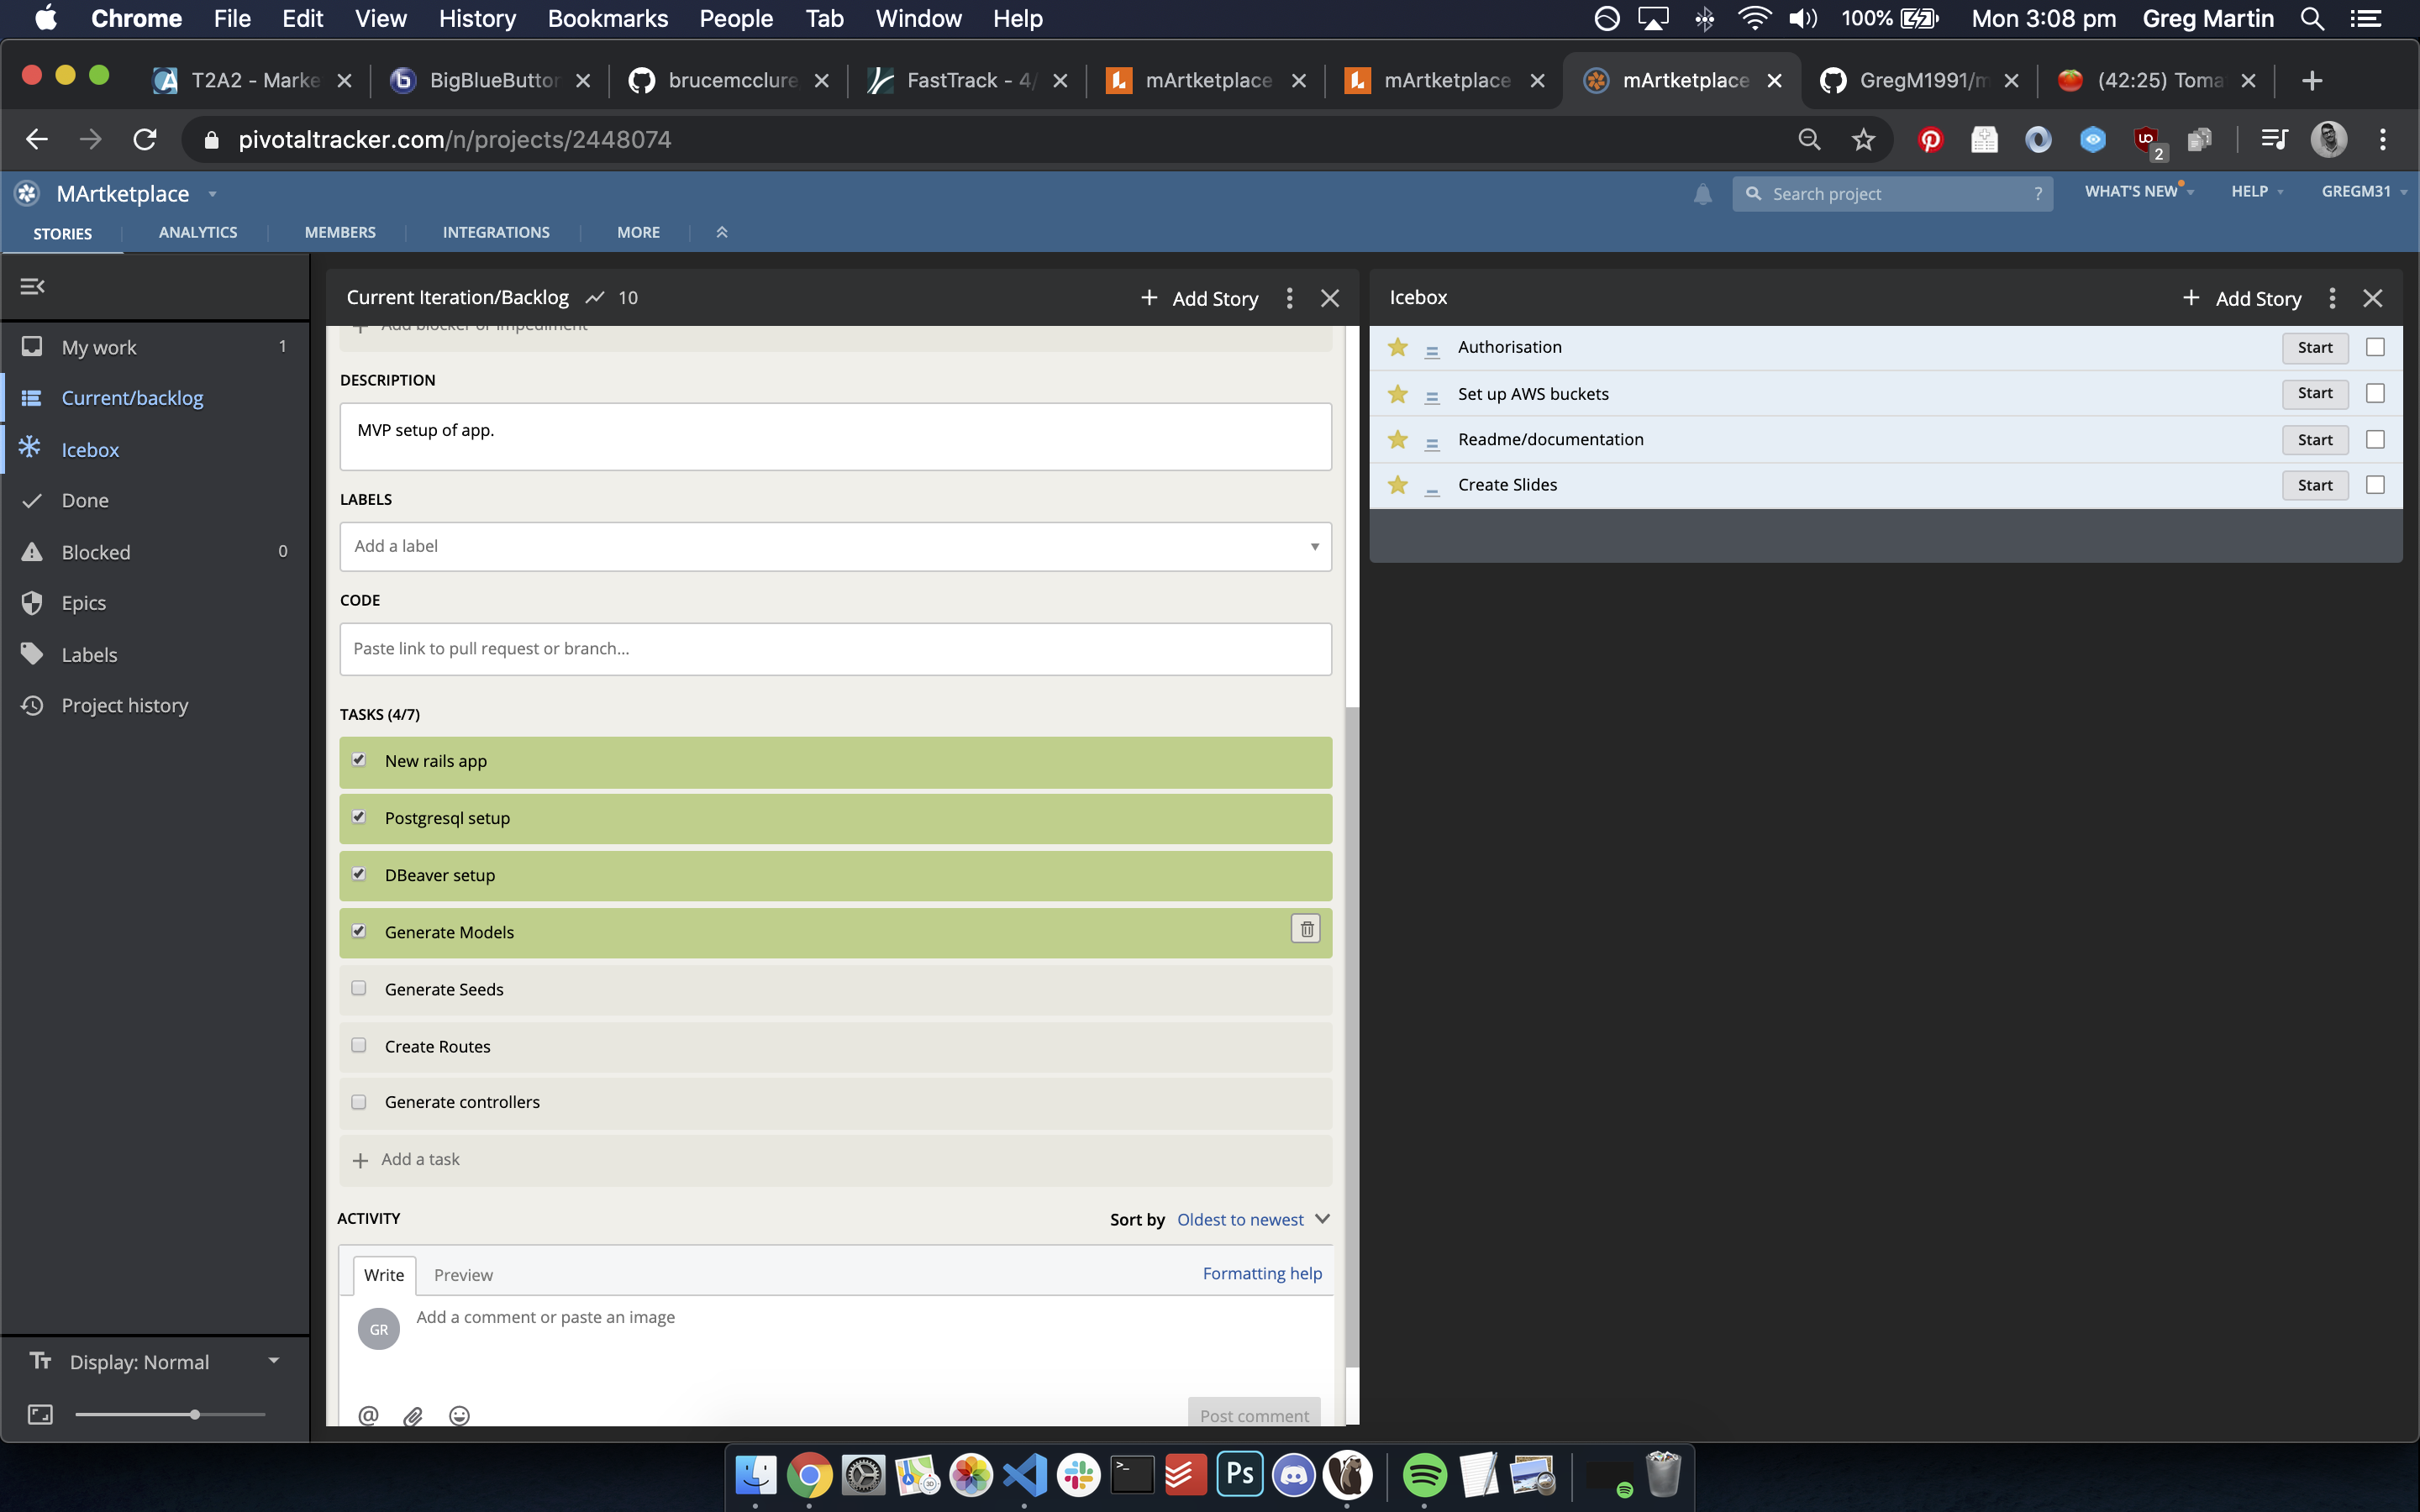 Chrome File Edit View History Bookmarks People Tab Window Help 100% Mon 3:08 pm Greg Martin
T2A2 - Marke BigBlueButton brucemcclure FastTrack - 4/ mArtketplace mArtketplace mArtketplace GregM1991/m (42:25) Toma
pivotaltracker.com/n/projects/2448074 2
MArtketplace Search project ? WHAT'S NEW HELP GREGM31
STORIES ANALYTICS MEMBERS INTEGRATIONS MORE
Current Iteration/Backlog 10 + Add Story Icebox + Add Story
+ Add blocker or impediment
My work 1
Current/backlog
Icebox
Done
Blocked 0
Epics
Labels
Project history
Display: Normal
DESCRIPTION
MVP setup of app.
LABELS
Add a label
CODE
Paste link to pull request or branch...
TASKS (4/7)
New rails app
Postgresql setup
DBeaver setup
Generate Models
Generate Seeds
Create Routes
Generate controllers
+ Add a task
ACTIVITY Sort by Oldest to newest
Write Preview Formatting help
GR Add a comment or paste an image
@ Post comment
Authorisation Start
Set up AWS buckets Start
Readme/documentation Start
Create Slides Start
Ps